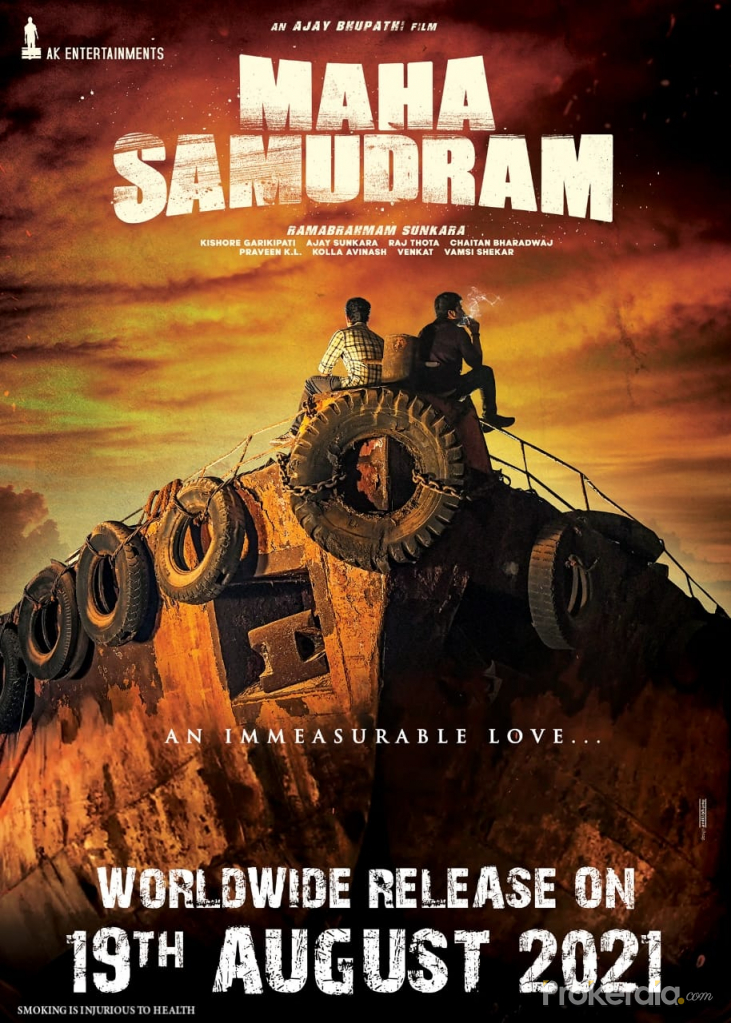 AN AJAY BHUPATHI FILM
AK ENTERTAINMENTS
MAHA
SAMUDRAM
RAMABRAHMAM SUNKARA
KISHORE GARIKIPATI AJAY SUNKARA RAJ THOTA CHAITAN BHARADWAJ
PRAVEEN K.L. KOLLA AVINASH VENKAT VAMSI SHEKAR
AN IMMEASURABLE LOVE...
WORLDWIDE RELEASE ON
19TH AUGUST 2021
Prokerala.com
SMOKING IS INJURIOUS TO HEALTH